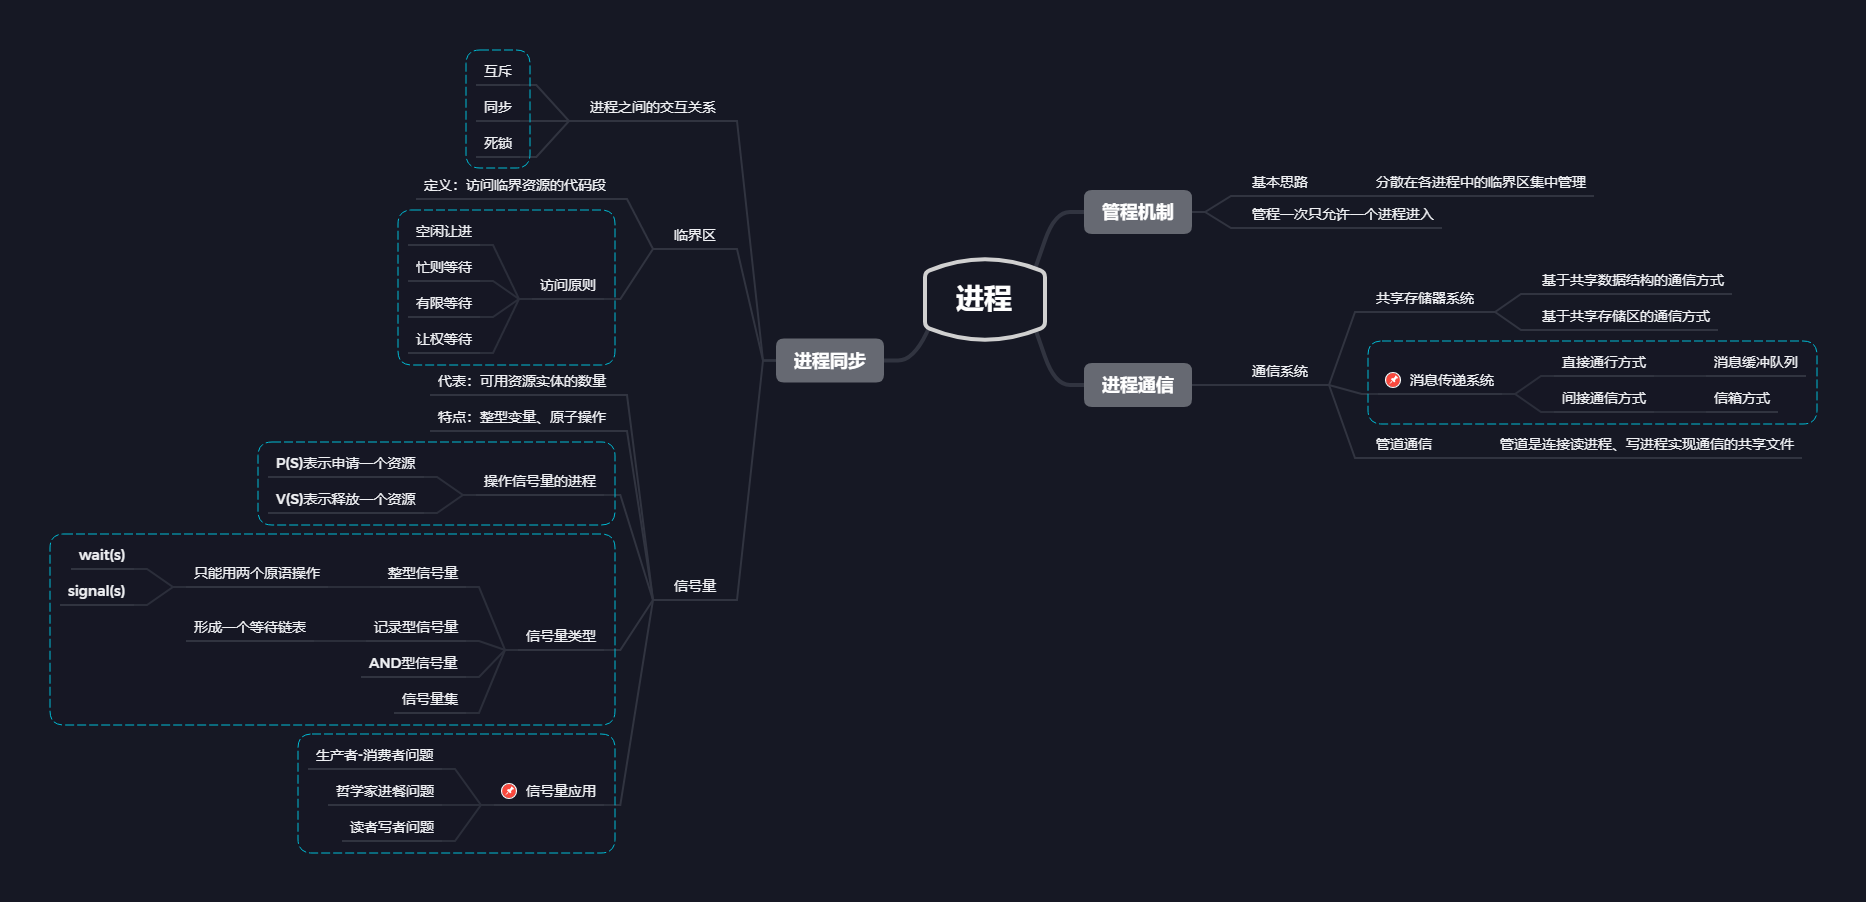 进程
管程机制
基本思路
分散在各进程中的临界区集中管理
管程一次只允许一个进程进入
进程通信
通信系统
共享存储器系统
基于共享数据结构的通信方式
基于共享存储区的通信方式
消息传递系统
直接通行方式
消息缓冲队列
间接通信方式
信箱方式
管道通信
管道是连接读进程、写进程实现通信的共享文件
进程同步
进程之间的交互关系
互斥
同步
死锁
临界区
定义：访问临界资源的代码段
访问原则
空闲让进
忙则等待
有限等待
让权等待
信号量
代表：可用资源实体的数量
特点：整型变量、原子操作
操作信号量的进程
P(S)表示申请一个资源
V(S)表示释放一个资源
信号量类型
整型信号量
只能用两个原语操作
wait(s)
signal(s)
记录型信号量
形成一个等待链表
AND型信号量
信号量集
信号量应用
生产者-消费者问题
哲学家进餐问题
读者写者问题